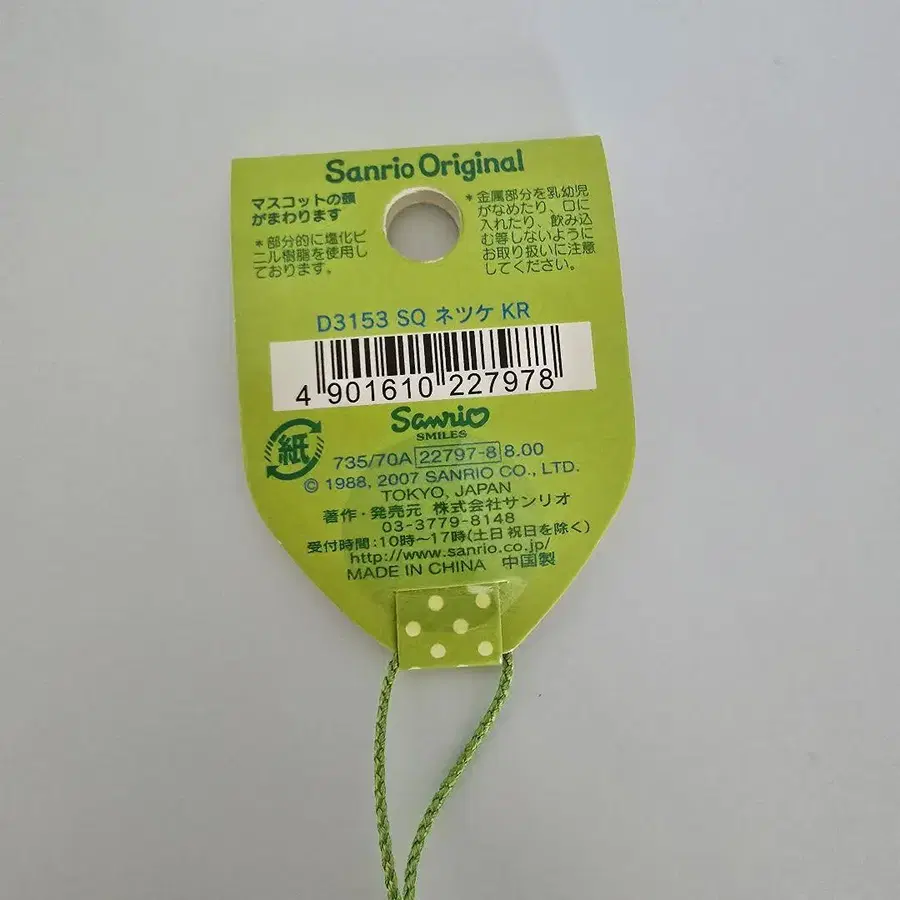 Sanrio Original
マスコットの頭
がまわります
*部分的に塩化ビ
ニル樹脂を使用し
ております。
*金属部分を乳幼児
がなめたり、口に
入れたり、飲み込
む等しないように
お取り扱いに注意
してください。
D3153 SQ ネツケ KR
4 901610 227978
Sanrio
SMILES
紙
735/70A 22797-8 8.00
© 1988, 2007 SANRIO CO., LTD.
TOKYO, JAPAN
著作・発売元 株式会社サンリオ
03-3779-8148
受付時間:10時〜17時(土日祝日を除く)
http://www.sanrio.co.jp/
MADE IN CHINA 中国製